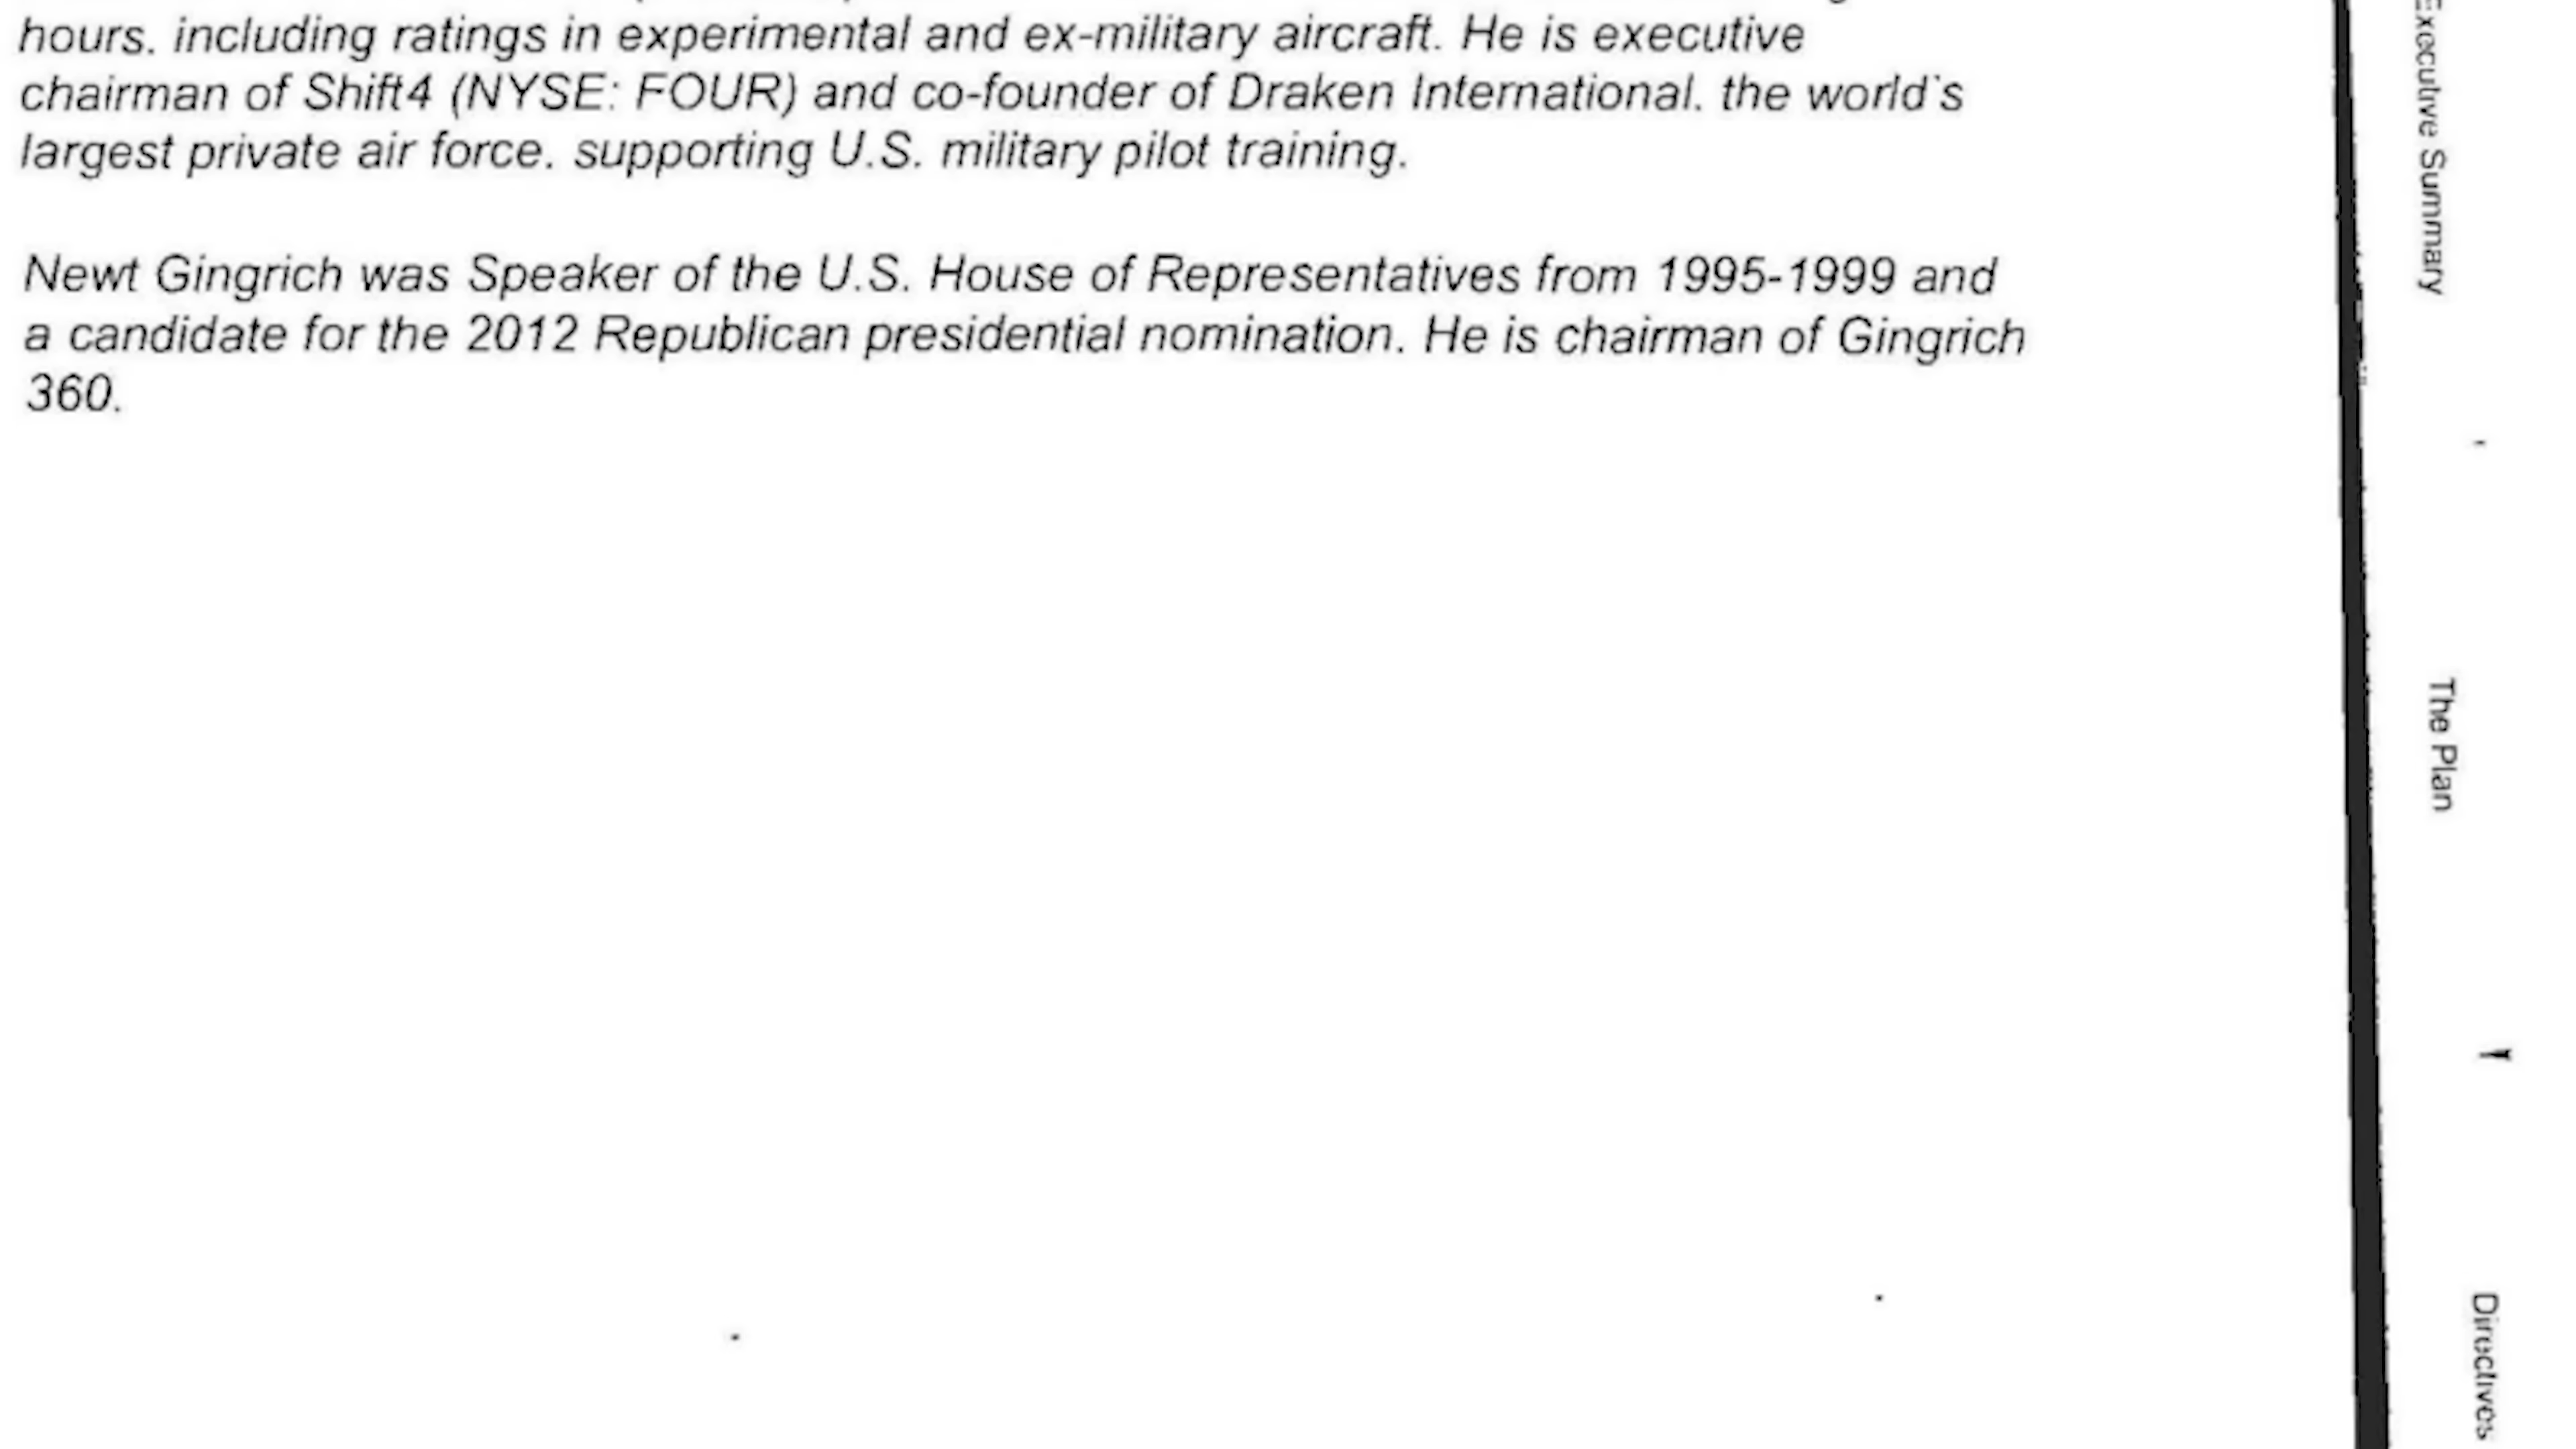 hours. including ratings in experimental and ex-military aircraft. He is executive
chairman of Shift4 (NYSE: FOUR) and co-founder of Draken International. the world's
largest private air force. supporting U.S. military pilot training.
Newt Gingrich was Speaker of the U.S. House of Representatives from 1995-1999 and
a candidate for the 2012 Republican presidential nomination. He is chairman of Gingrich
360.
Executive Summary
The Plan
Directives